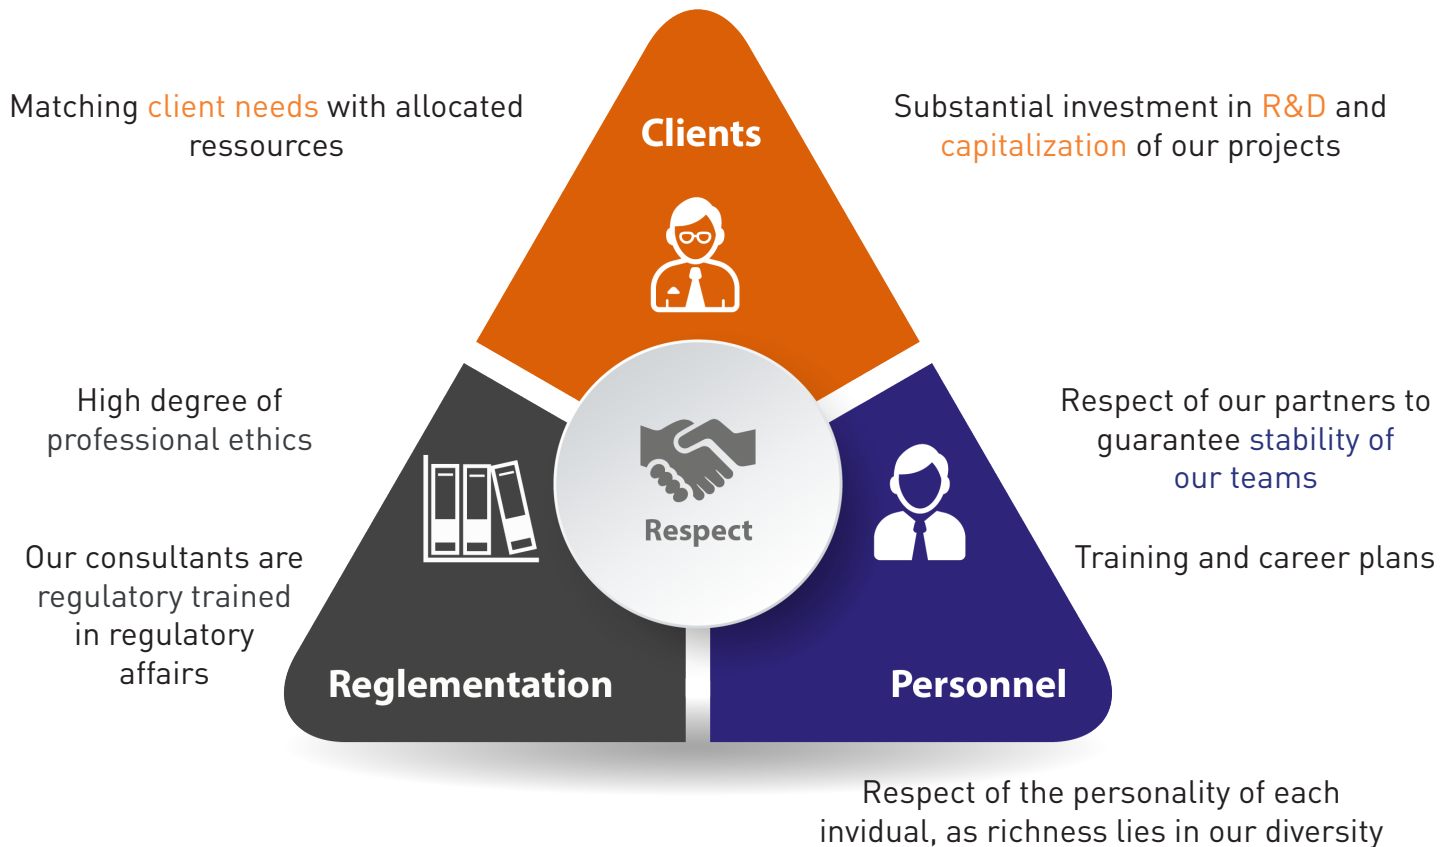 Matching client needs with allocated
ressources
Substantial investment in R&D and
capitalization of our projects
Clients
High degree of
professional ethics
Respect of our partners to
guarantee stability of
our teams
Respect
Our consultants are
regulatory trained
in regulatory
affairs
Training and career plans
Reglementation
Personnel
Respect of the personality of each
invidual, as richness lies in our diversity